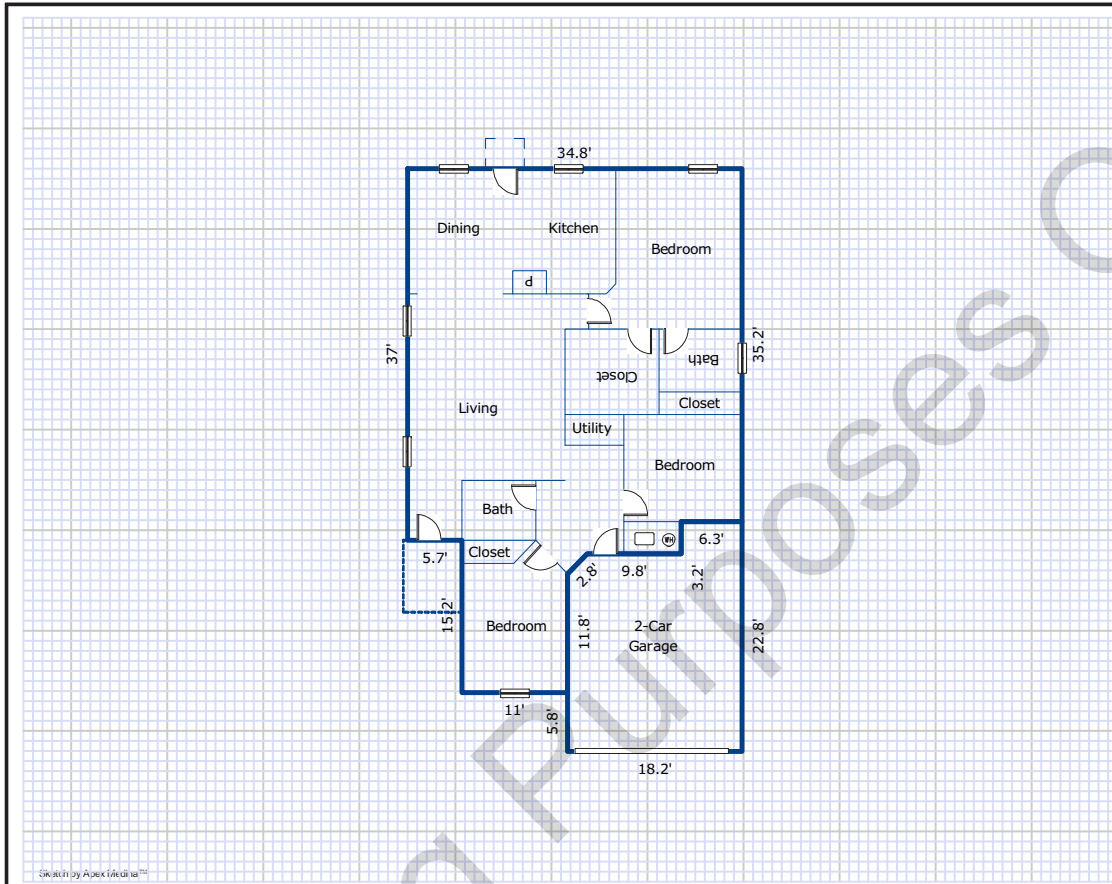 34.8'
Dining
Kitchen
Bedroom
P
37'
35.2'
Bath
Closet
Closet
Living
Utility
Bedroom
Bath
WH
5.7'
Closet
6.3'
2.8'
9.8'
3.2'
15.2'
Bedroom
11.8'
2-Car
Garage
22.8'
11'
5.8'
18.2'
g Purposes O
Sketch by Apex Medina™